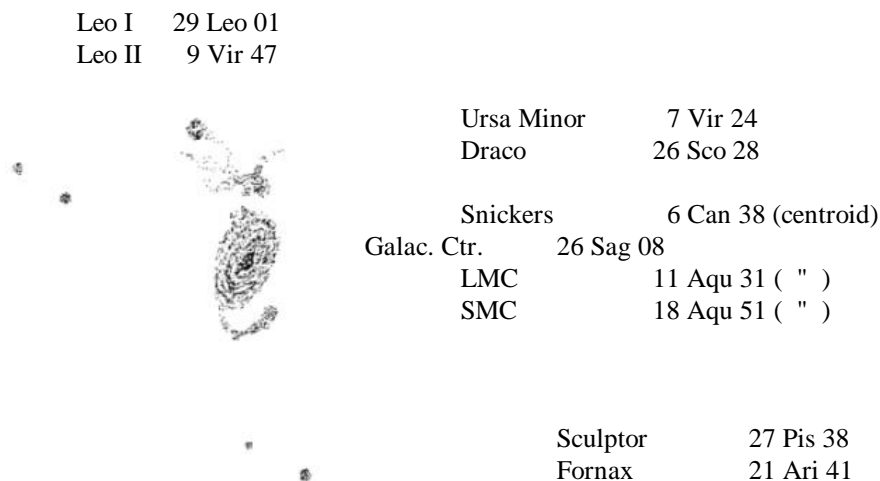 Leo I 29 Leo 01
Leo II 9 Vir 47
Ursa Minor 7 Vir 24
Draco 26 Sco 28
Snickers 6 Can 38 (centroid)
Galac. Ctr. 26 Sag 08
LMC 11 Aqu 31 ( " )
SMC 18 Aqu 51 ( " )
Sculptor 27 Pis 38
Fornax 21 Ari 41